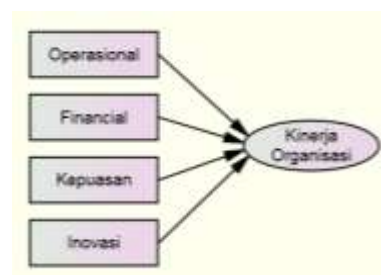 Operasional
Financial
Kepuasan
Inovasi
Kinerja
Organisasi